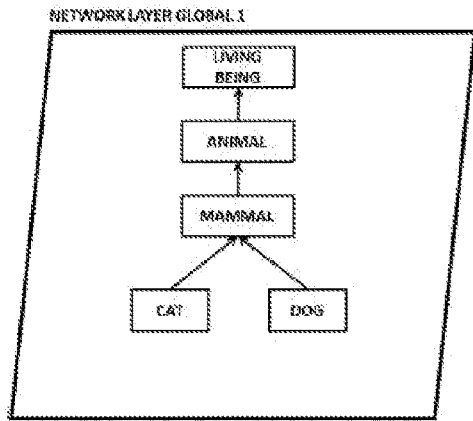 NETWORK LAYER GLOBAL 1
LIVING
BEING
ANIMAL
MAMMAL
CAT DOG